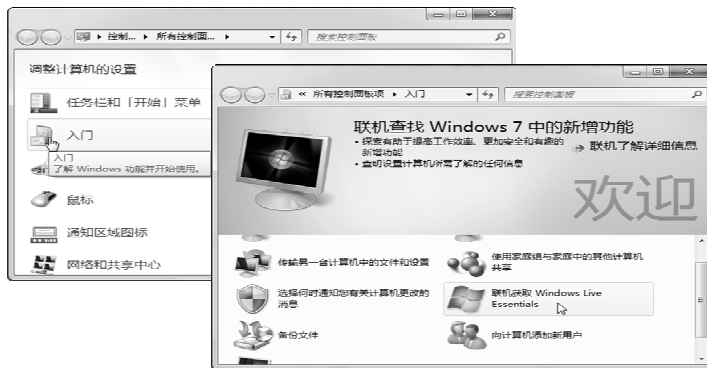 控制... ▸ 所有控制面... ▸
搜索控制面板
调整计算机的设置
任务栏和「开始」菜单
入门
入门
了解 Windows 功能并开始使用。
鼠标
通知区域图标
网络和共享中心
« 所有控制面板项 ▸ 入门
搜索控制面板
联机查找 Windows 7 中的新增功能
• 探索有助于提高工作效率、更加安全和有趣的
新增功能
• 查明设置计算机所需了解的任何信息
联机了解详细信息
欢迎
传输另一台计算机中的文件和设置
使用家庭组与家庭中的其他计算机
共享
选择何时通知您有关计算机更改的
消息
联机获取 Windows Live
Essentials
备份文件
向计算机添加新用户